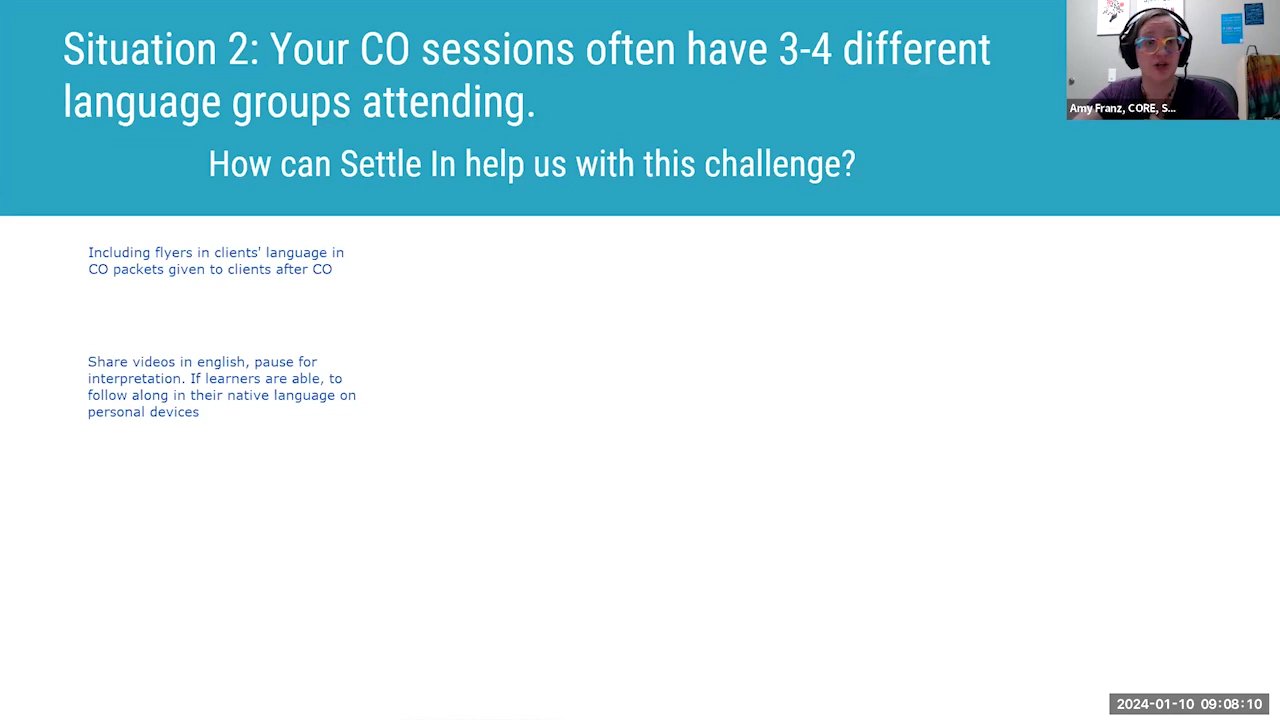 Situation 2: Your CO sessions often have 3-4 different
language groups attending.
How can Settle In help us with this challenge?
Amy Franz, CORE, S...
Including flyers in clients' language in
CO packets given to clients after CO
Share videos in english, pause for
interpretation. If learners are able, to
follow along in their native language on
personal devices
2024-01-10 09:08:10